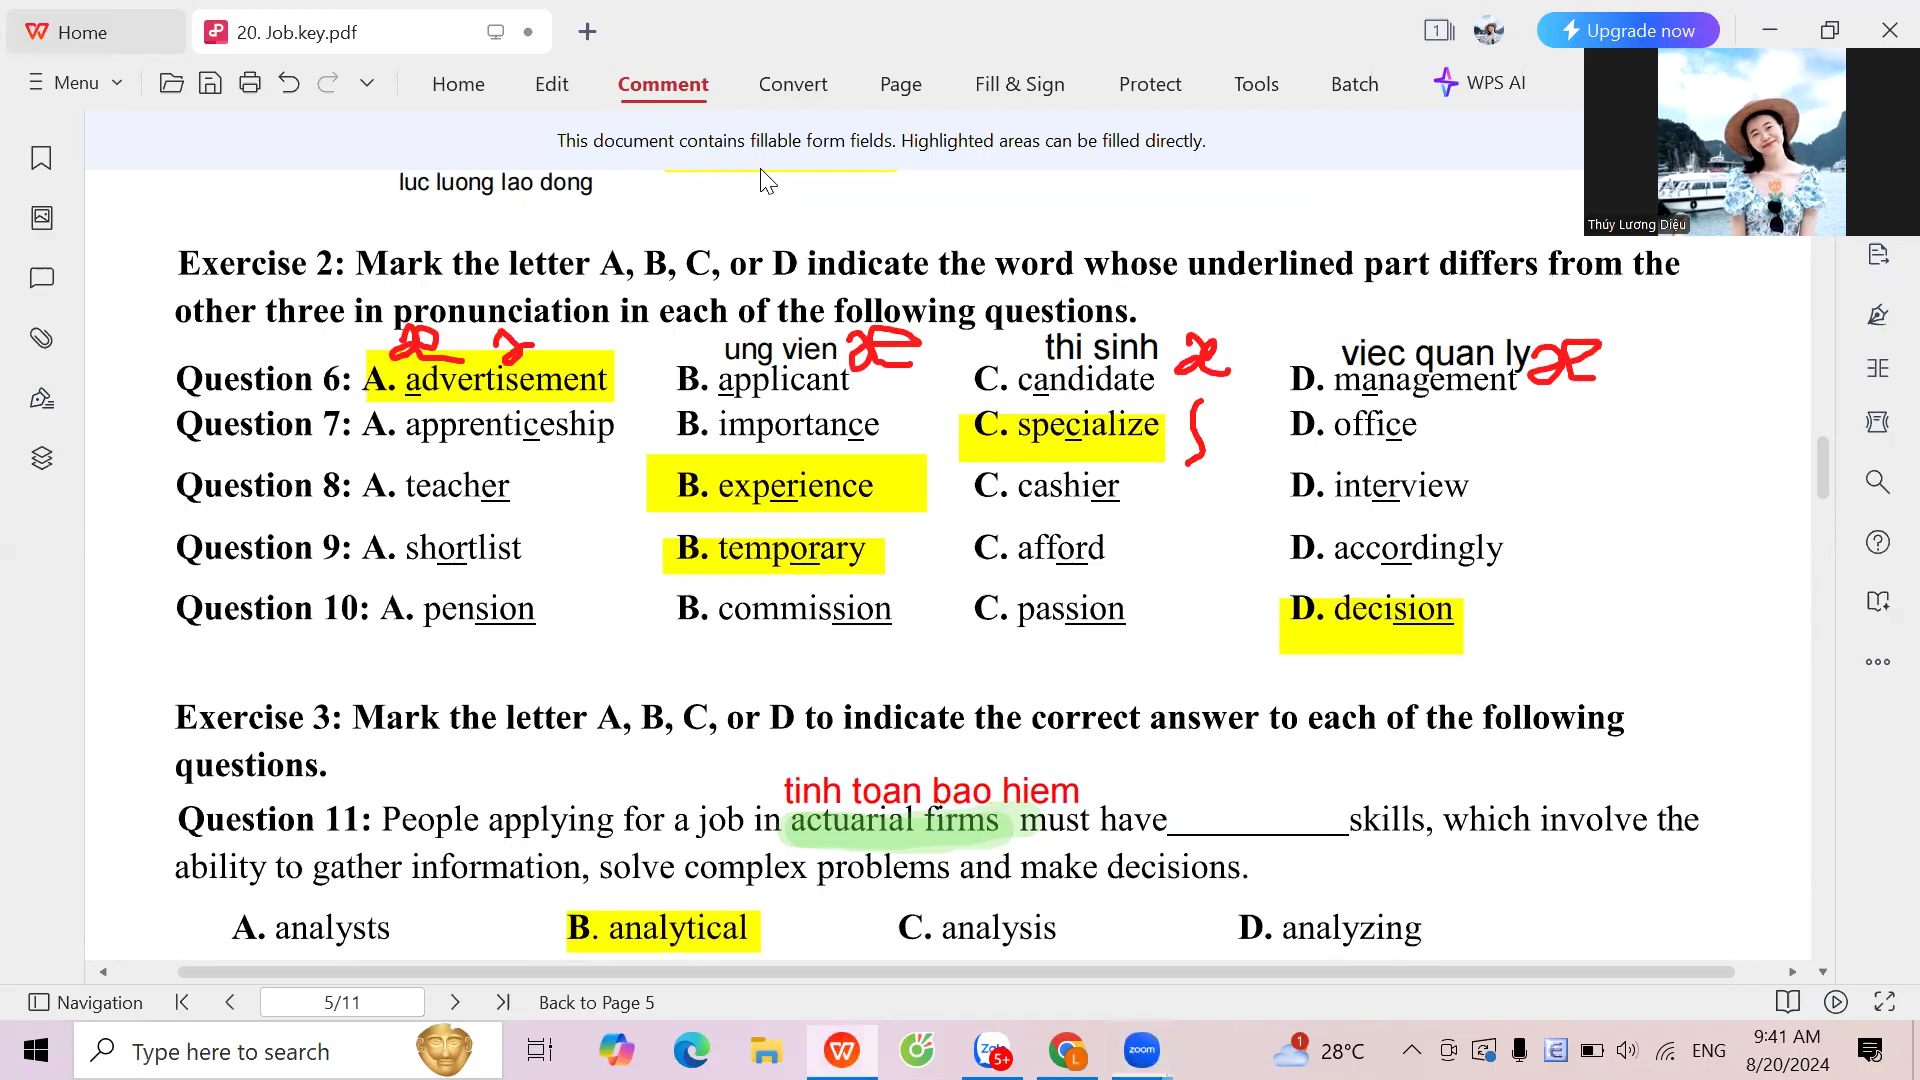 Home
20. Job.key.pdf
1
Upgrade now
Menu
Home Edit Comment Convert Page Fill & Sign Protect Tools Batch WPS AI
This document contains fillable form fields. Highlighted areas can be filled directly.
Thúy Lương Diệu
luc luong lao dong
Exercise 2: Mark the letter A, B, C, or D indicate the word whose underlined part differs from the
other three in pronunciation in each of the following questions.
æ ung vien æ thi sinh æ viec quan ly æ
Question 6: A. advertisement B. applicant C. candidate D. management
Question 7: A. apprenticeship B. importance C. specialize ʃ D. office
Question 8: A. teacher B. experience C. cashier D. interview
Question 9: A. shortlist B. temporary C. afford D. accordingly
Question 10: A. pension B. commission C. passion D. decision
Exercise 3: Mark the letter A, B, C, or D to indicate the correct answer to each of the following
questions.
tinh toan bao hiem
Question 11: People applying for a job in actuarial firms must have__________skills, which involve the
ability to gather information, solve complex problems and make decisions.
A. analysts B. analytical C. analysis D. analyzing
Navigation 5/11 Back to Page 5
Type here to search
Zalo 5+
L
zoom
1
28°C
ENG
9:41 AM
8/20/2024